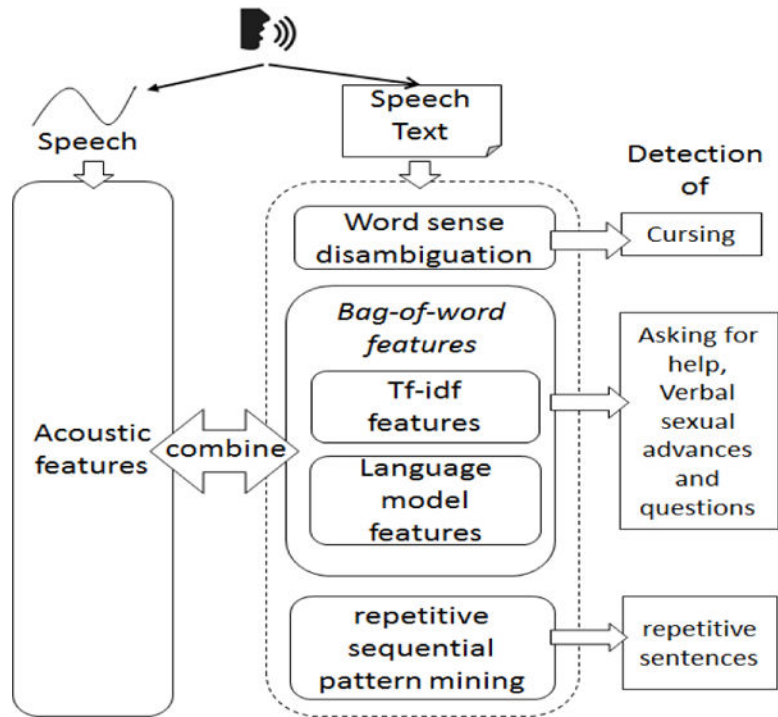 Speech
Speech
Text
Detection
of
Acoustic
features
combine
Word sense
disambiguation
Cursing
Bag-of-word
features
Tf-idf
features
Language
model
features
Asking for
help,
Verbal
sexual
advances
and
questions
repetitive
sequential
pattern mining
repetitive
sentences